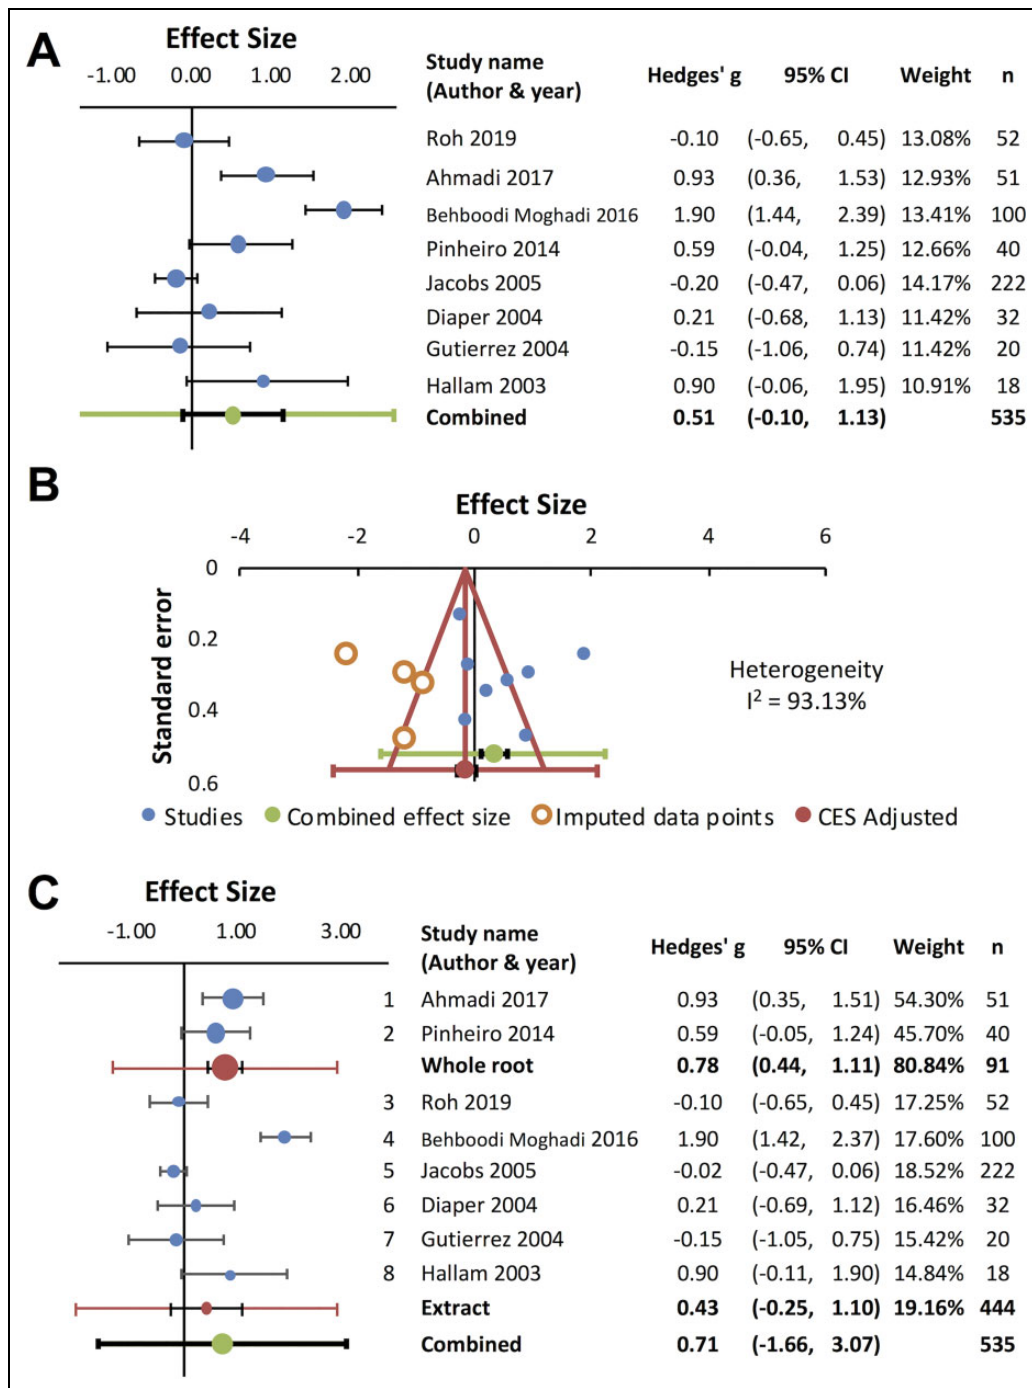 A
Effect Size
-1.00 0.00 1.00 2.00
Study name (Author & year) Hedges' g 95% CI Weight n
Roh 2019 -0.10 (-0.65, 0.45) 13.08% 52
Ahmadi 2017 0.93 (0.36, 1.53) 12.93% 51
Behboodi Moghadi 2016 1.90 (1.44, 2.39) 13.41% 100
Pinheiro 2014 0.59 (-0.04, 1.25) 12.66% 40
Jacobs 2005 -0.20 (-0.47, 0.06) 14.17% 222
Diaper 2004 0.21 (-0.68, 1.13) 11.42% 32
Gutierrez 2004 -0.15 (-1.06, 0.74) 11.42% 20
Hallam 2003 0.90 (-0.06, 1.95) 10.91% 18
Combined 0.51 (-0.10, 1.13) 535
B
Effect Size
-4 -2 0 2 4 6
Standard error
0
0.2
0.4
0.6
Heterogeneity
I² = 93.13%
Studies Combined effect size Imputed data points CES Adjusted
C
Effect Size
-1.00 1.00 3.00
Study name (Author & year) Hedges' g 95% CI Weight n
1 Ahmadi 2017 0.93 (0.35, 1.51) 54.30% 51
2 Pinheiro 2014 0.59 (-0.05, 1.24) 45.70% 40
Whole root 0.78 (0.44, 1.11) 80.84% 91
3 Roh 2019 -0.10 (-0.65, 0.45) 17.25% 52
4 Behboodi Moghadi 2016 1.90 (1.42, 2.37) 17.60% 100
5 Jacobs 2005 -0.02 (-0.47, 0.06) 18.52% 222
6 Diaper 2004 0.21 (-0.69, 1.12) 16.46% 32
7 Gutierrez 2004 -0.15 (-1.05, 0.75) 15.42% 20
8 Hallam 2003 0.90 (-0.11, 1.90) 14.84% 18
Extract 0.43 (-0.25, 1.10) 19.16% 444
Combined 0.71 (-1.66, 3.07) 535